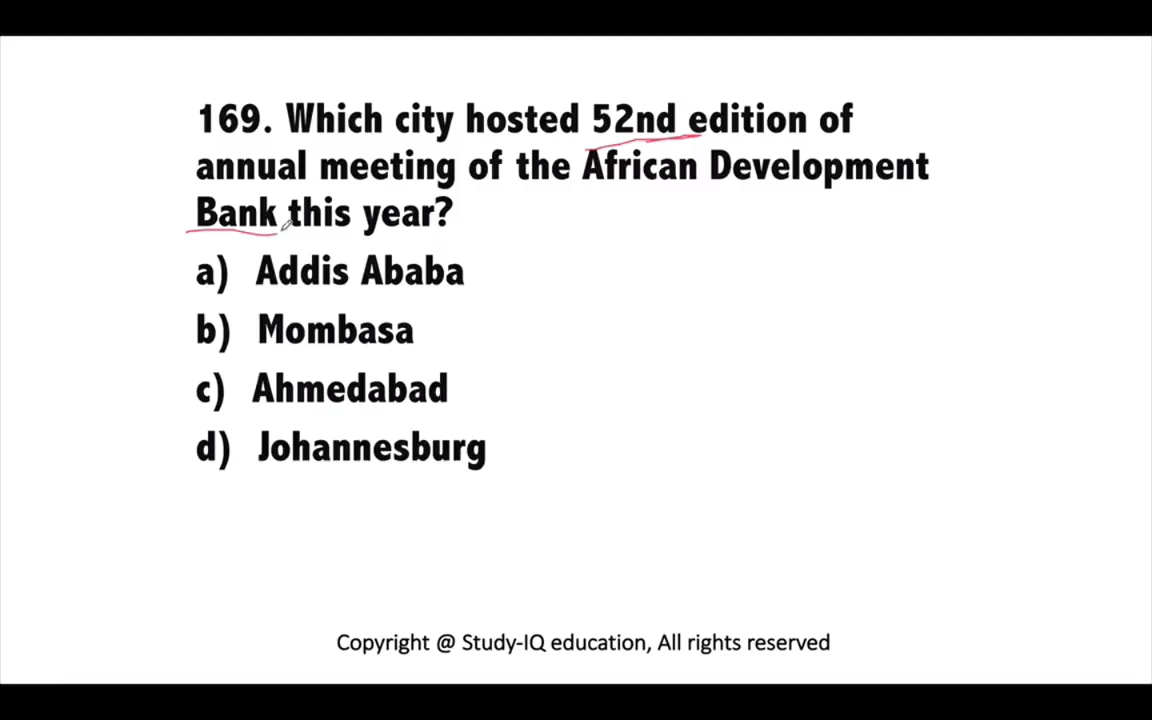 169. Which city hosted 52nd edition of
annual meeting of the African Development
Bank this year?
a) Addis Ababa
b) Mombasa
c) Ahmedabad
d) Johannesburg
Copyright @ Study-IQ education, All rights reserved